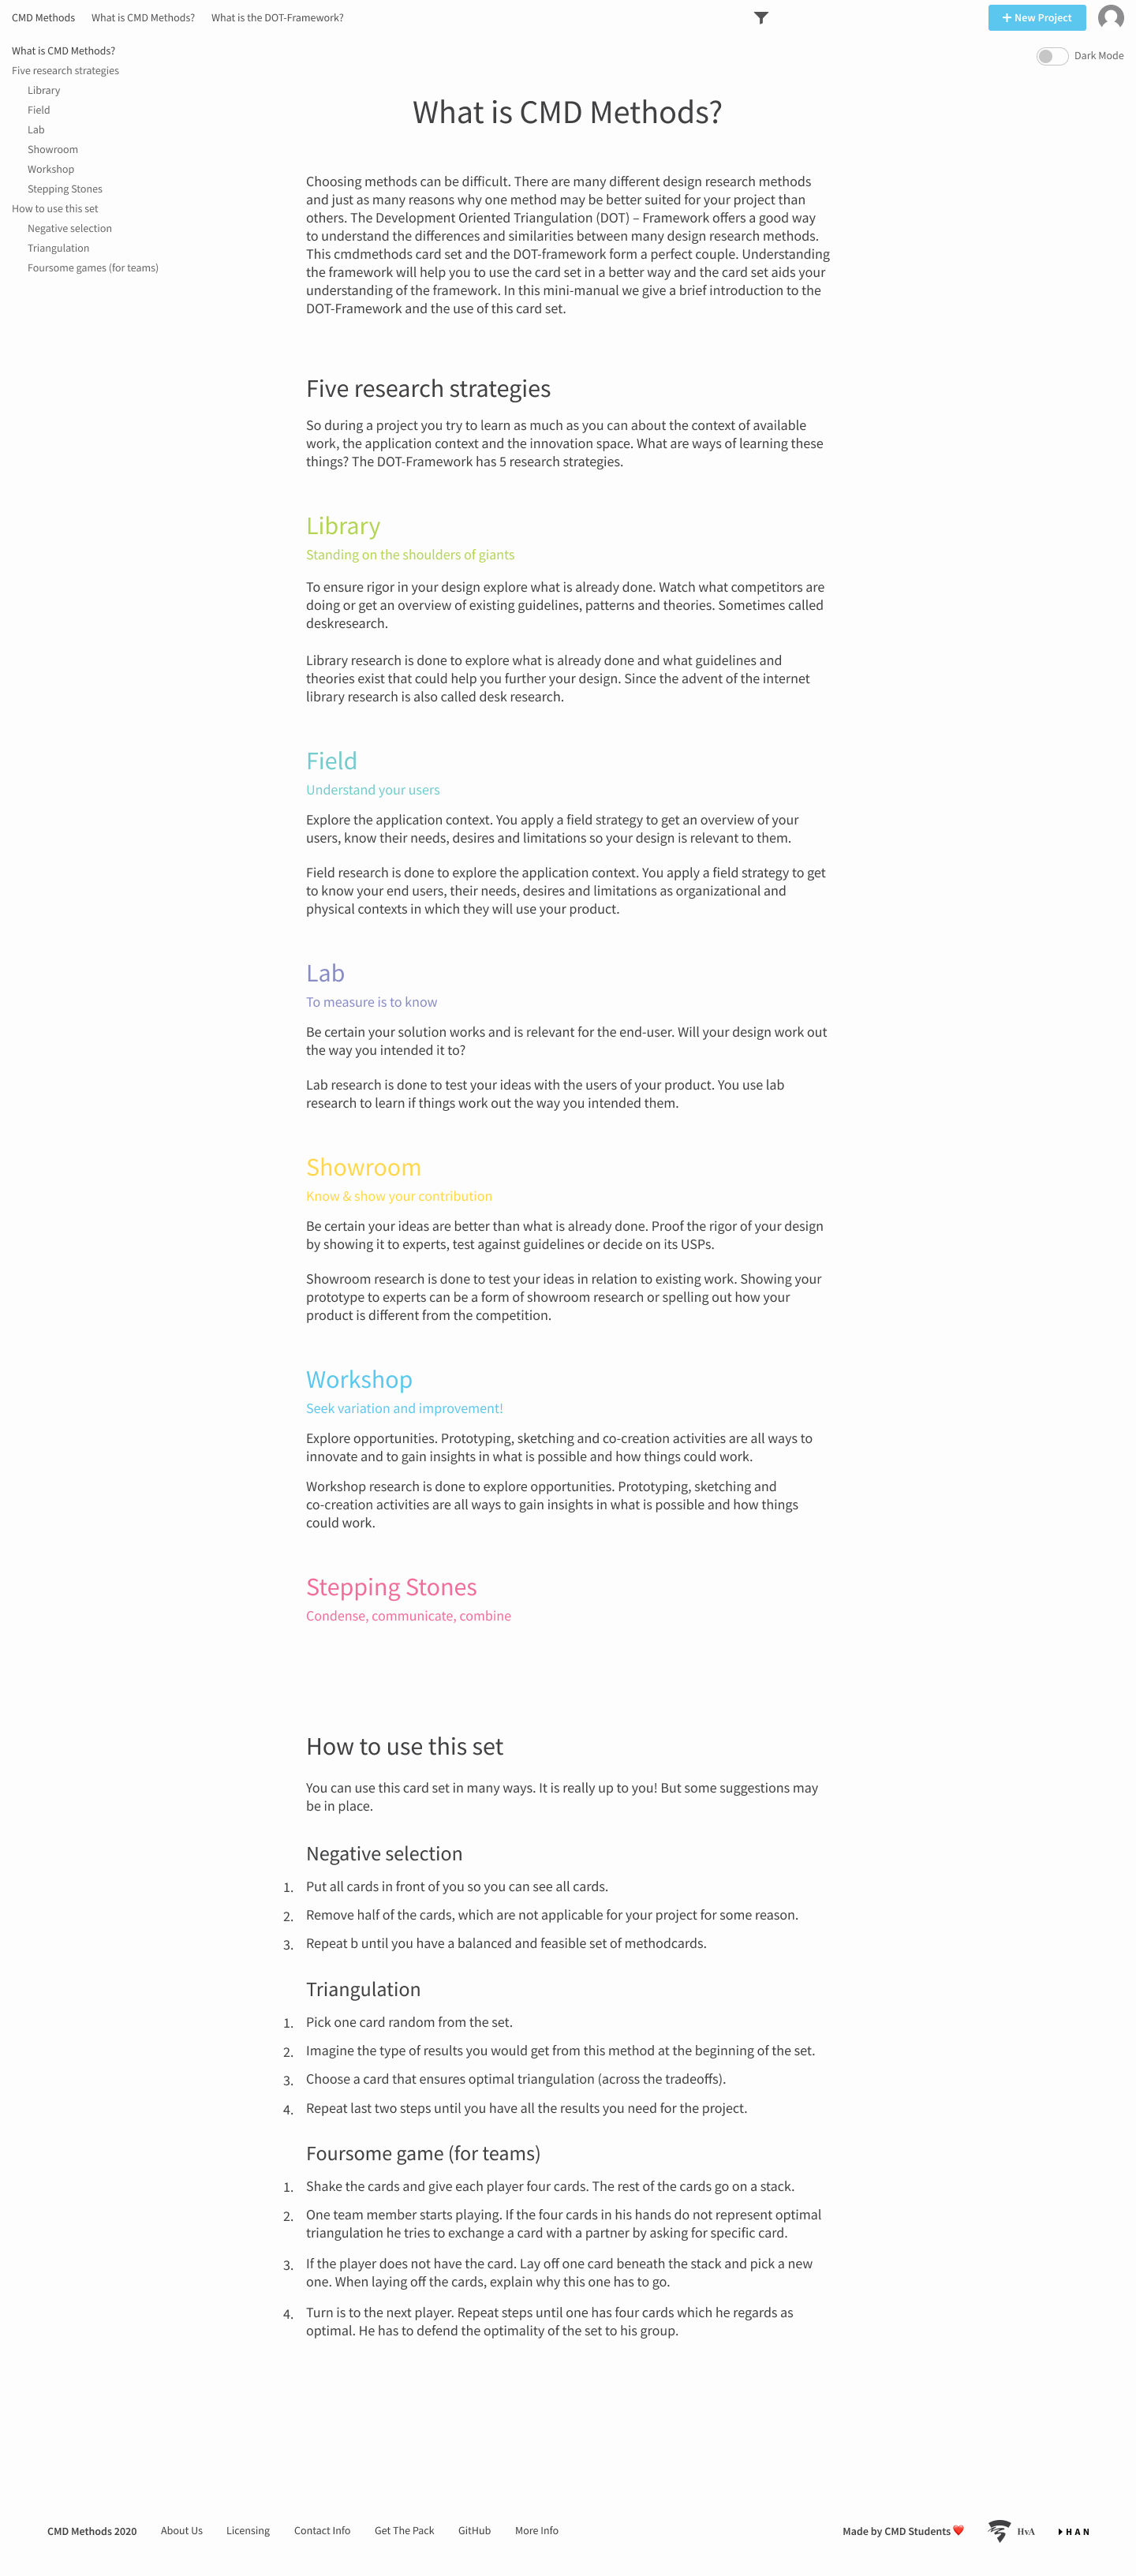 CMD Methods What is CMD Methods? What is the DOT-Framework?
+ New Project
Dark Mode
What is CMD Methods?
Five research strategies
Library
Field
Lab
Showroom
Workshop
Stepping Stones
How to use this set
Negative selection
Triangulation
Foursome games (for teams)
What is CMD Methods?
Choosing methods can be difficult. There are many different design research methods
and just as many reasons why one method may be better suited for your project than
others. The Development Oriented Triangulation (DOT) – Framework offers a good way
to understand the differences and similarities between many design research methods.
This cmdmethods card set and the DOT-framework form a perfect couple. Understanding
the framework will help you to use the card set in a better way and the card set aids your
understanding of the framework. In this mini-manual we give a brief introduction to the
DOT-Framework and the use of this card set.
Five research strategies
So during a project you try to learn as much as you can about the context of available
work, the application context and the innovation space. What are ways of learning these
things? The DOT-Framework has 5 research strategies.
Library
Standing on the shoulders of giants
To ensure rigor in your design explore what is already done. Watch what competitors are
doing or get an overview of existing guidelines, patterns and theories. Sometimes called
deskresearch.
Library research is done to explore what is already done and what guidelines and
theories exist that could help you further your design. Since the advent of the internet
library research is also called desk research.
Field
Understand your users
Explore the application context. You apply a field strategy to get an overview of your
users, know their needs, desires and limitations so your design is relevant to them.
Field research is done to explore the application context. You apply a field strategy to get
to know your end users, their needs, desires and limitations as organizational and
physical contexts in which they will use your product.
Lab
To measure is to know
Be certain your solution works and is relevant for the end-user. Will your design work out
the way you intended it to?
Lab research is done to test your ideas with the users of your product. You use lab
research to learn if things work out the way you intended them.
Showroom
Know & show your contribution
Be certain your ideas are better than what is already done. Proof the rigor of your design
by showing it to experts, test against guidelines or decide on its USPs.
Showroom research is done to test your ideas in relation to existing work. Showing your
prototype to experts can be a form of showroom research or spelling out how your
product is different from the competition.
Workshop
Seek variation and improvement!
Explore opportunities. Prototyping, sketching and co-creation activities are all ways to
innovate and to gain insights in what is possible and how things could work.
Workshop research is done to explore opportunities. Prototyping, sketching and
co-creation activities are all ways to gain insights in what is possible and how things
could work.
Stepping Stones
Condense, communicate, combine
How to use this set
You can use this card set in many ways. It is really up to you! But some suggestions may
be in place.
Negative selection
1. Put all cards in front of you so you can see all cards.
2. Remove half of the cards, which are not applicable for your project for some reason.
3. Repeat b until you have a balanced and feasible set of methodcards.
Triangulation
1. Pick one card random from the set.
2. Imagine the type of results you would get from this method at the beginning of the set.
3. Choose a card that ensures optimal triangulation (across the tradeoffs).
4. Repeat last two steps until you have all the results you need for the project.
Foursome game (for teams)
1. Shake the cards and give each player four cards. The rest of the cards go on a stack.
2. One team member starts playing. If the four cards in his hands do not represent optimal
triangulation he tries to exchange a card with a partner by asking for specific card.
3. If the player does not have the card. Lay off one card beneath the stack and pick a new
one. When laying off the cards, explain why this one has to go.
4. Turn is to the next player. Repeat steps until one has four cards which he regards as
optimal. He has to defend the optimality of the set to his group.
CMD Methods 2020 About Us Licensing Contact Info Get The Pack GitHub More Info Made by CMD Students ❤️ HvA HAN